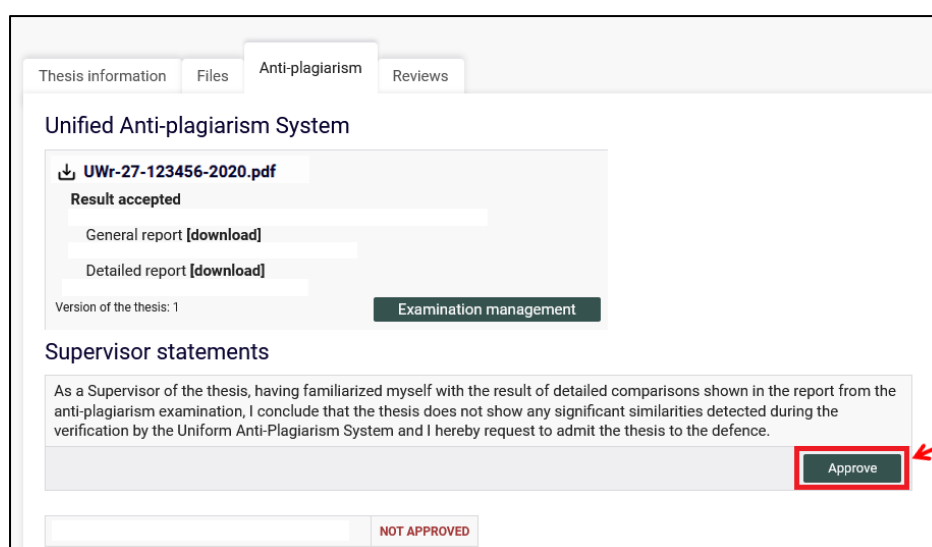 Thesis information Files Anti-plagiarism Reviews
Unified Anti-plagiarism System
UWr-27-123456-2020.pdf
Result accepted
General report [download]
Detailed report [download]
Version of the thesis: 1
Examination management
Supervisor statements
As a Supervisor of the thesis, having familiarized myself with the result of detailed comparisons shown in the report from the
anti-plagiarism examination, I conclude that the thesis does not show any significant similarities detected during the
verification by the Uniform Anti-Plagiarism System and I hereby request to admit the thesis to the defence.
Approve
NOT APPROVED